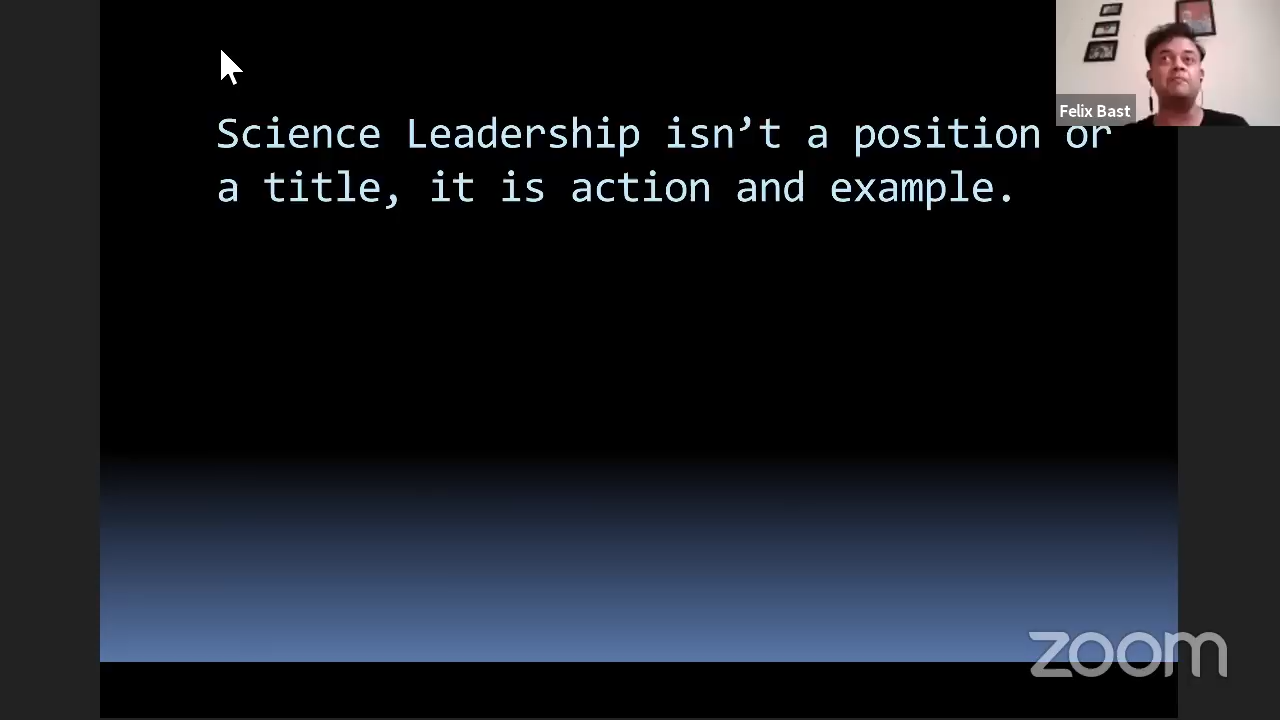 Science Leadership isn’t a position or
a title, it is action and example.
Felix Bast
zoom